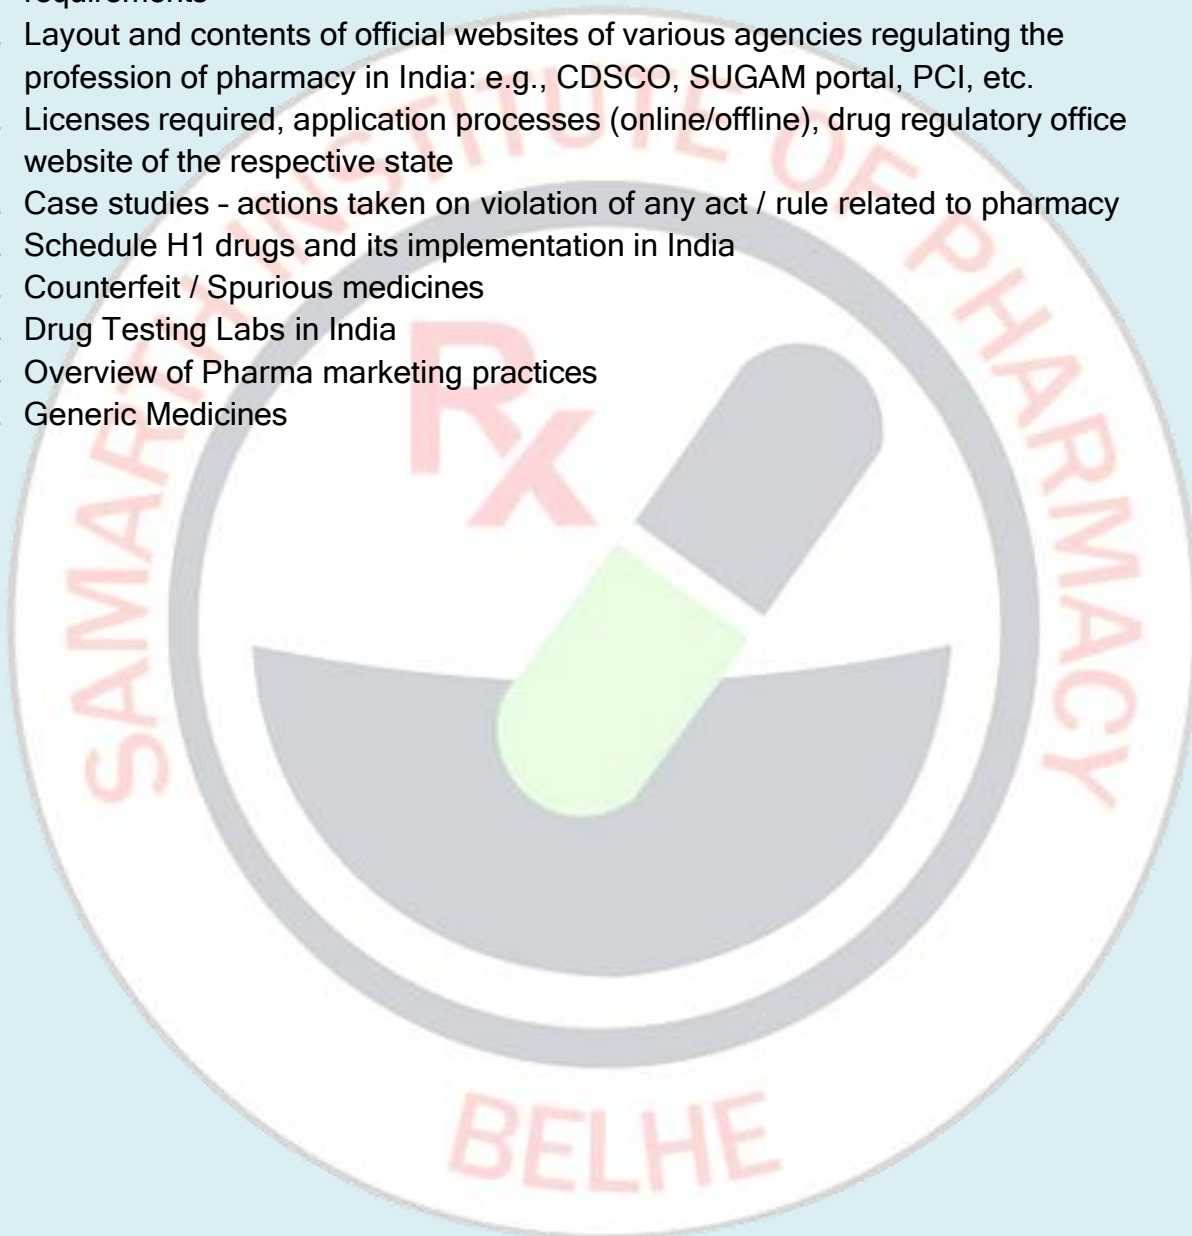 requirements
Layout and contents of official websites of various agencies regulating the
profession of pharmacy in India: e.g., CDSCO, SUGAM portal, PCI, etc.
Licenses required, application processes (online/offline), drug regulatory office
website of the respective state
Case studies – actions taken on violation of any act / rule related to pharmacy
Schedule H1 drugs and its implementation in India
Counterfeit / Spurious medicines
Drug Testing Labs in India
Overview of Pharma marketing practices
Generic Medicines
SAMARTH INSTITUTE OF PHARMACY
Rx
BELHE